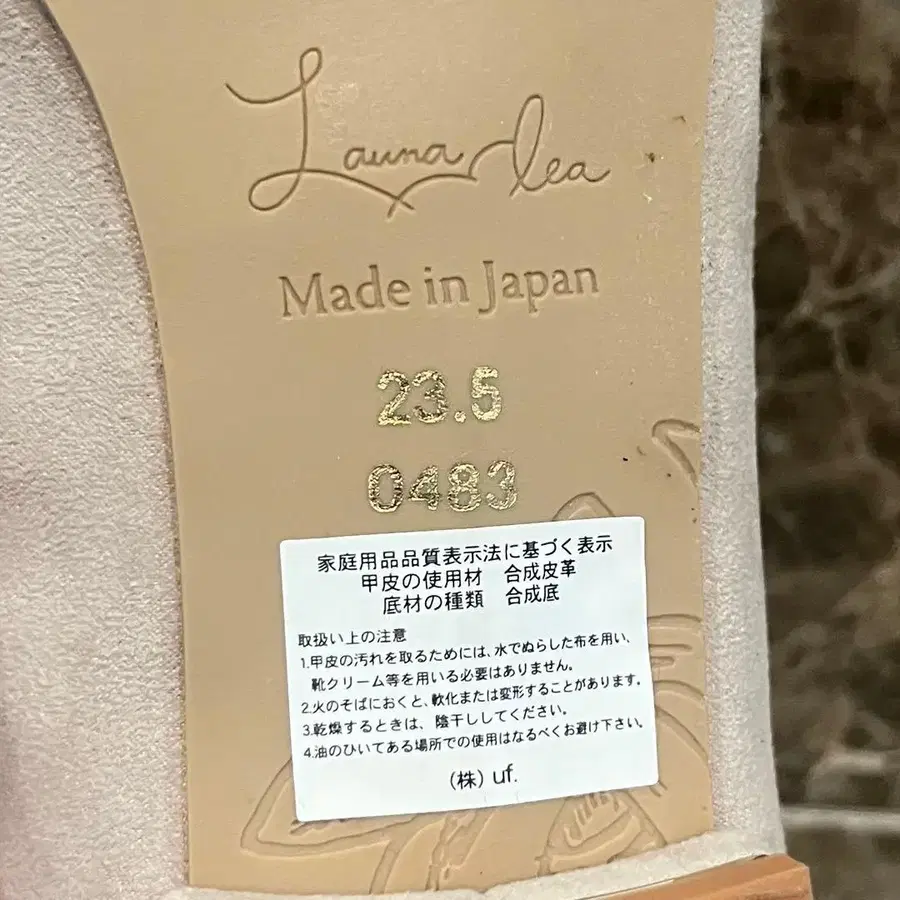 Launa lea
Made in Japan
23.5
0483
家庭用品品質表示法に基づく表示
甲皮の使用材　合成皮革
底材の種類　合成底
取扱い上の注意
1.甲皮の汚れを取るためには、水でぬらした布を用い、
靴クリーム等を用いる必要はありません。
2.火のそばにおくと、軟化または変形することがあります。
3.乾燥するときは、陰干ししてください。
4.油のひいてある場所での使用はなるべくお避け下さい。
(株) uf.